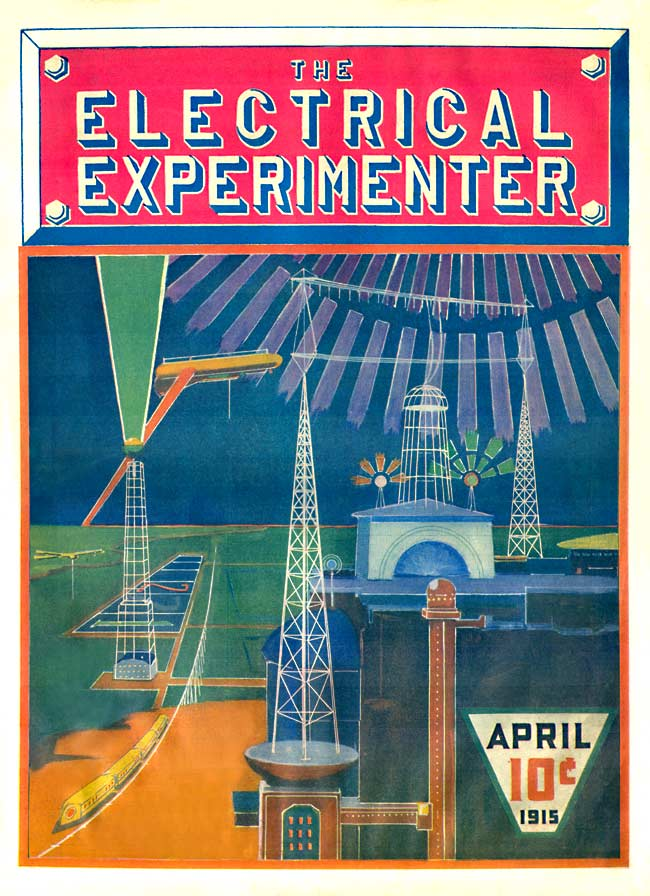 THE
ELECTRICAL
EXPERIMENTER
APRIL
10¢
1915